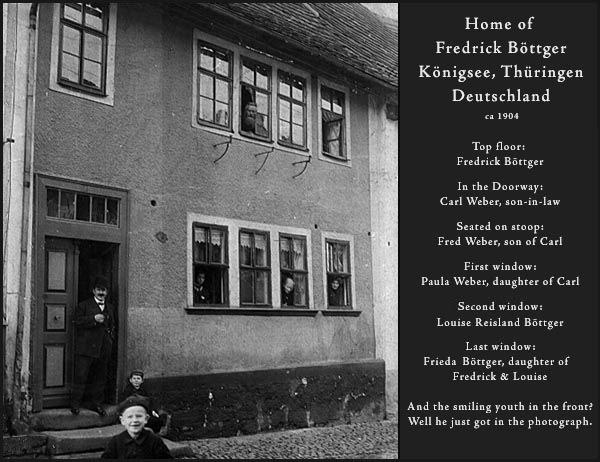 Home of
Fredrick Böttger
Königsee, Thüringen
Deutschland
ca 1904
Top floor:
Fredrick Böttger
In the Doorway:
Carl Weber, son-in-law
Seated on stoop:
Fred Weber, son of Carl
First window:
Paula Weber, daughter of Carl
Second window:
Louise Reisland Böttger
Last window:
Frieda Böttger, daughter of
Fredrick & Louise
And the smiling youth in the front?
Well he just got in the photograph.